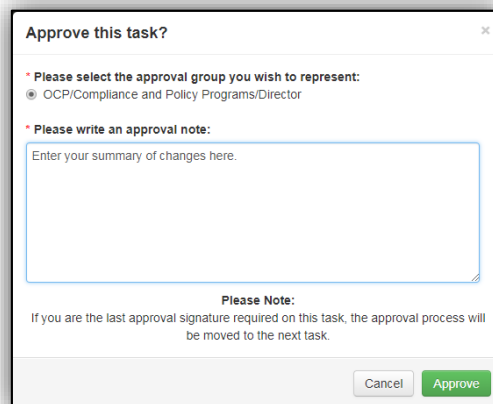 Approve this task?
×
* Please select the approval group you wish to represent:
OCP/Compliance and Policy Programs/Director
* Please write an approval note:
Enter your summary of changes here.
Please Note:
If you are the last approval signature required on this task, the approval process will
be moved to the next task.
Cancel Approve